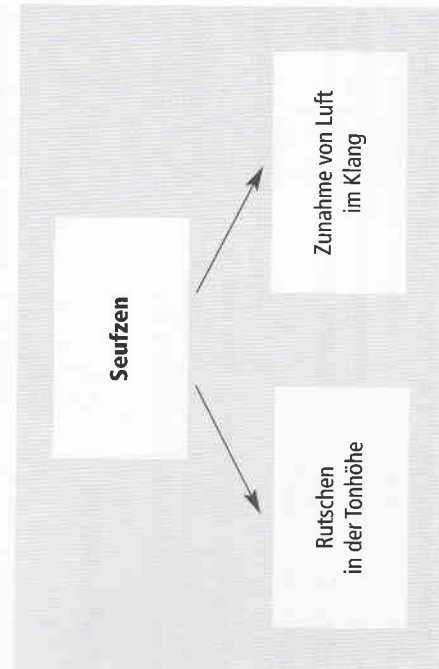 Seufzen
Rutschen
in der Tonhöhe
Zunahme von Luft
im Klang